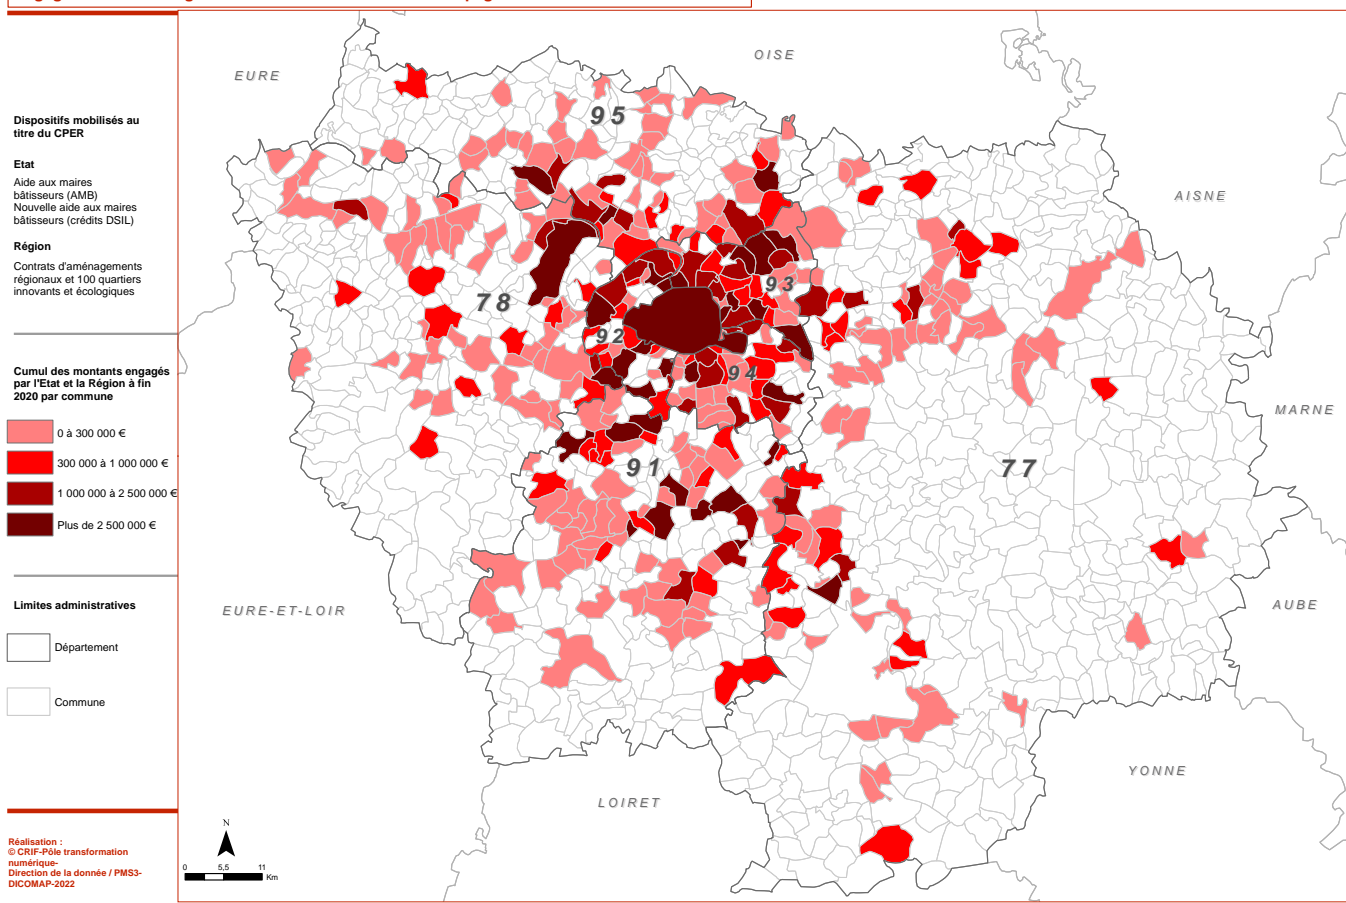 Dispositifs mobilisés au
titre du CPER
Etat
Aide aux maires
bâtisseurs (AMB)
Nouvelle aide aux maires
bâtisseurs (crédits DSIL)
Région
Contrats d'aménagements
régionaux et 100 quartiers
innovants et écologiques
Cumul des montants engagés
par l'Etat et la Région à fin
2020 par commune
0 à 300 000 €
300 000 à 1 000 000 €
1 000 000 à 2 500 000 €
Plus de 2 500 000 €
Limites administratives
Département
Commune
Réalisation :
© CRIF-Pôle transformation
numérique-
Direction de la donnée / PMS3-
DICOMAP-2022
EURE
OISE
95
AISNE
78
93
92
94
MARNE
91
77
EURE-ET-LOIR
AUBE
YONNE
LOIRET
N
0 5,5 11
Km